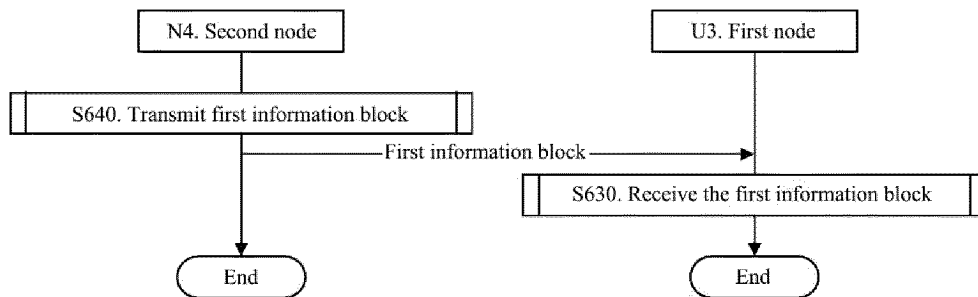 N4. Second node
U3. First node
S640. Transmit first information block
First information block
S630. Receive the first information block
End
End